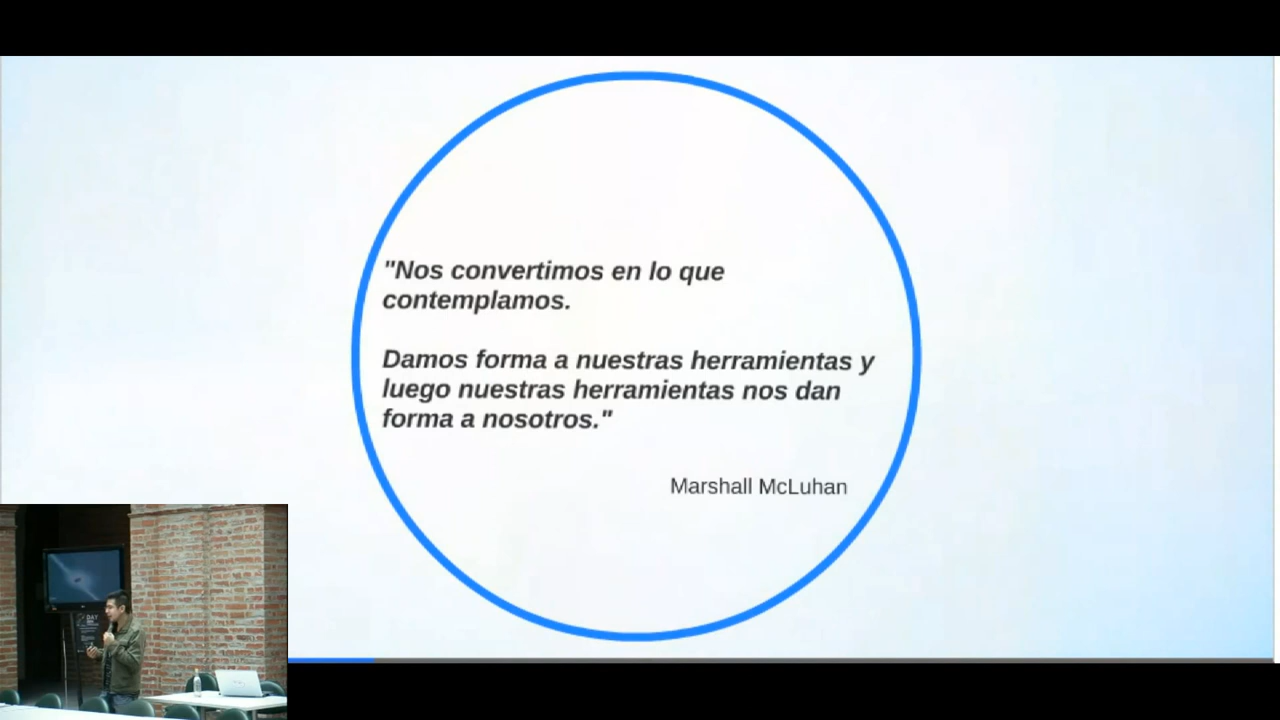 "Nos convertimos en lo que
contemplamos.
Damos forma a nuestras herramientas y
luego nuestras herramientas nos dan
forma a nosotros."
Marshall McLuhan
DAY